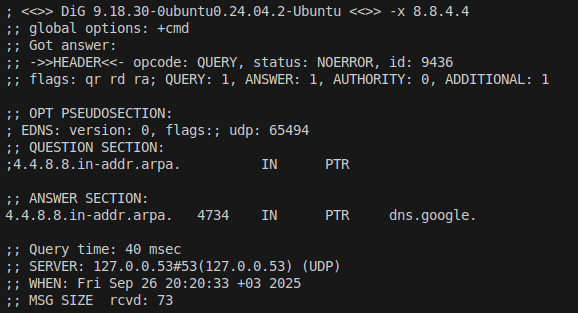 ; <<>> DiG 9.18.30-0ubuntu0.24.04.2-Ubuntu <<>> -x 8.8.4.4
;; global options: +cmd
;; Got answer:
;; ->>HEADER<<- opcode: QUERY, status: NOERROR, id: 9436
;; flags: qr rd ra; QUERY: 1, ANSWER: 1, AUTHORITY: 0, ADDITIONAL: 1

;; OPT PSEUDOSECTION:
; EDNS: version: 0, flags:; udp: 65494
;; QUESTION SECTION:
;4.4.8.8.in-addr.arpa.		IN	PTR

;; ANSWER SECTION:
4.4.8.8.in-addr.arpa.	4734	IN	PTR	dns.google.

;; Query time: 40 msec
;; SERVER: 127.0.0.53#53(127.0.0.53) (UDP)
;; WHEN: Fri Sep 26 20:20:33 +03 2025
;; MSG SIZE  rcvd: 73